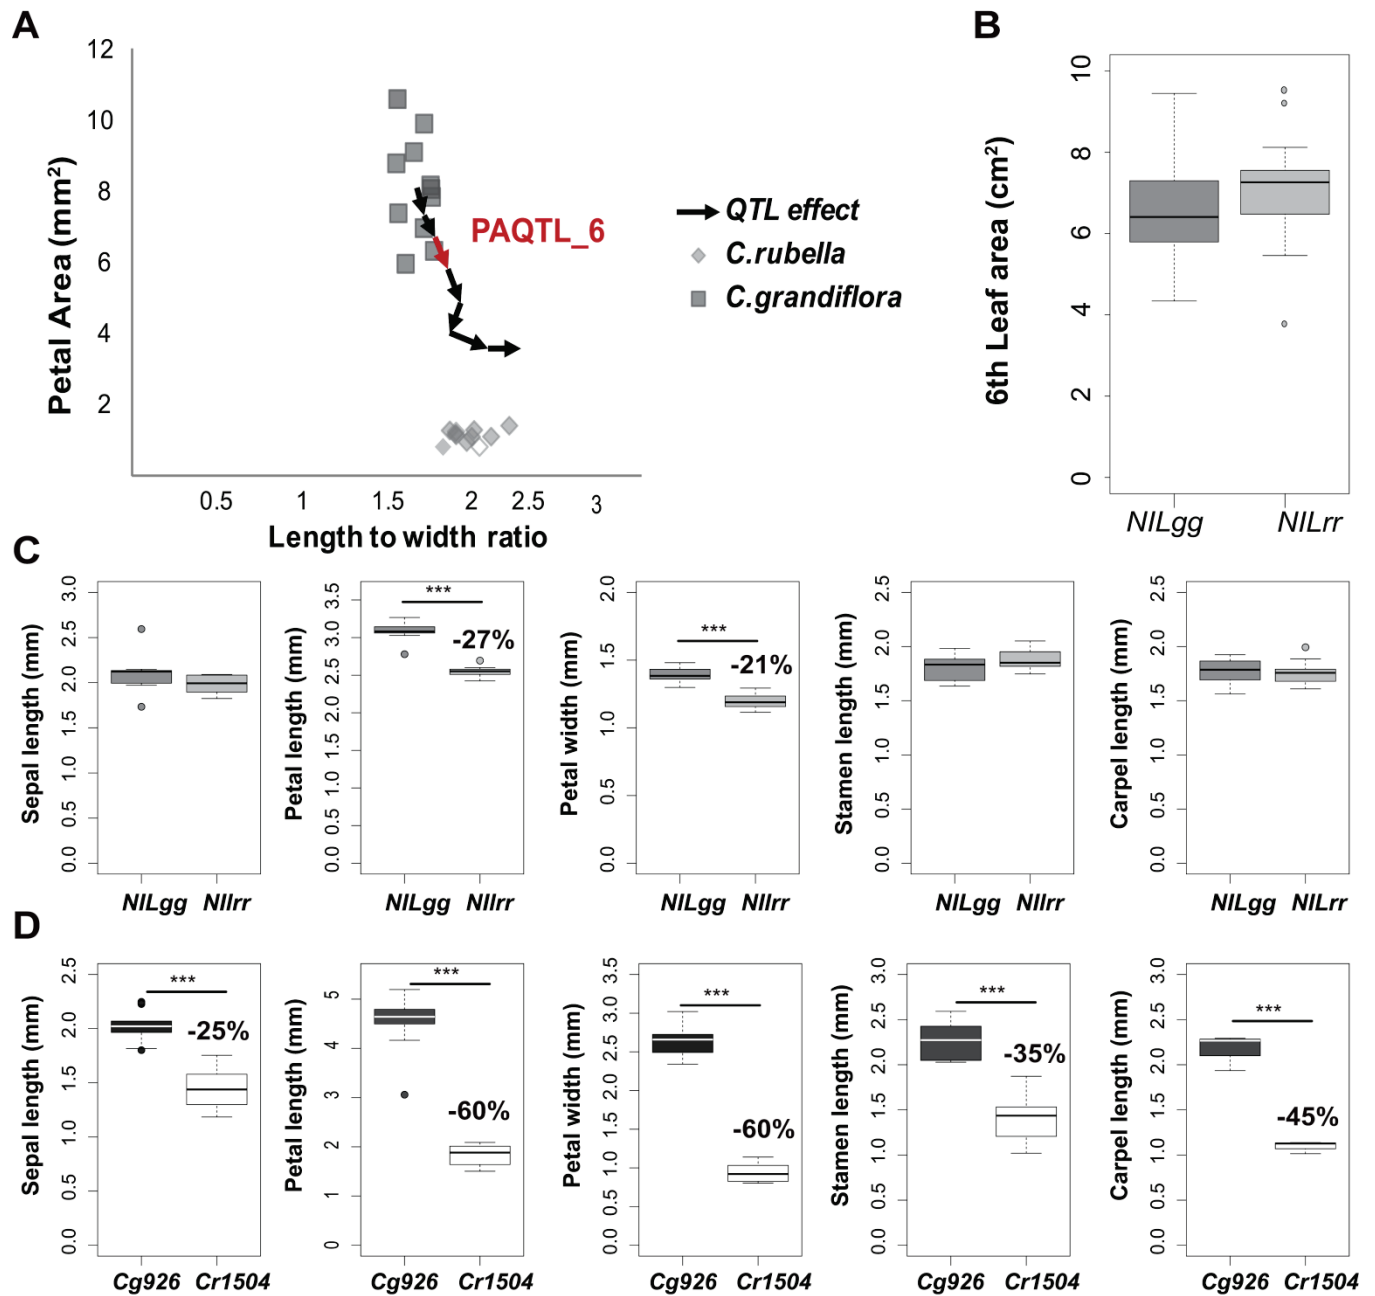 A
Petal Area (mm²)
12
10
8
6
4
2
0.5 1 1.5 2 2.5 3
Length to width ratio
PAQTL_6
QTL effect
C.rubella
C.grandiflora
B
6th Leaf area (cm²)
10
8
6
4
2
0
NILgg NILrr
C
Sepal length (mm)
3.0
2.5
2.0
1.5
1.0
0.5
0.0
NILgg NIlrr
Petal length (mm)
3.5
3.0
2.5
2.0
1.5
1.0
0.5
0.0
***
-27%
NILgg NIlrr
Petal width (mm)
2.0
1.5
1.0
0.5
0.0
***
-21%
NILgg NIlrr
Stamen length (mm)
2.5
2.0
1.5
1.0
0.5
0.0
NILgg NIlrr
Carpel length (mm)
2.5
2.0
1.5
1.0
0.5
0.0
NILgg NILrr
D
Sepal length (mm)
2.5
2.0
1.5
1.0
0.5
0.0
***
-25%
Cg926 Cr1504
Petal length (mm)
5
4
3
2
1
0
***
-60%
Cg926 Cr1504
Petal width (mm)
3.5
3.0
2.5
2.0
1.5
1.0
0.5
0.0
***
-60%
Cg926 Cr1504
Stamen length (mm)
3.0
2.5
2.0
1.5
1.0
0.5
0.0
***
-35%
Cg926 Cr1504
Carpel length (mm)
3.0
2.5
2.0
1.5
1.0
0.5
0.0
***
-45%
Cg926 Cr1504